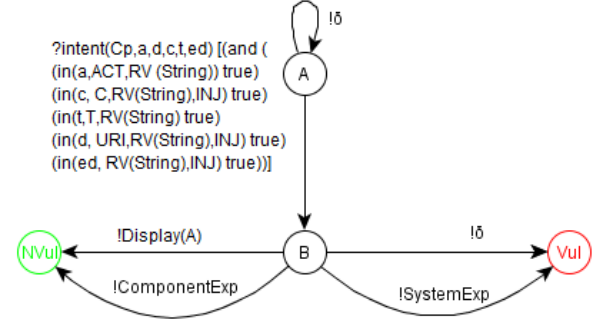 !δ
?intent(Cp,a,d,c,t,ed) [(and (
(in(a,ACT,RV (String)) true)
(in(c, C,RV(String),INJ) true)
(in(t,T,RV(String) true)
(in(d, URI,RV(String),INJ) true)
(in(ed, RV(String),INJ) true))]
A
!Display(A)
!δ
NVul
B
Vul
!ComponentExp
!SystemExp